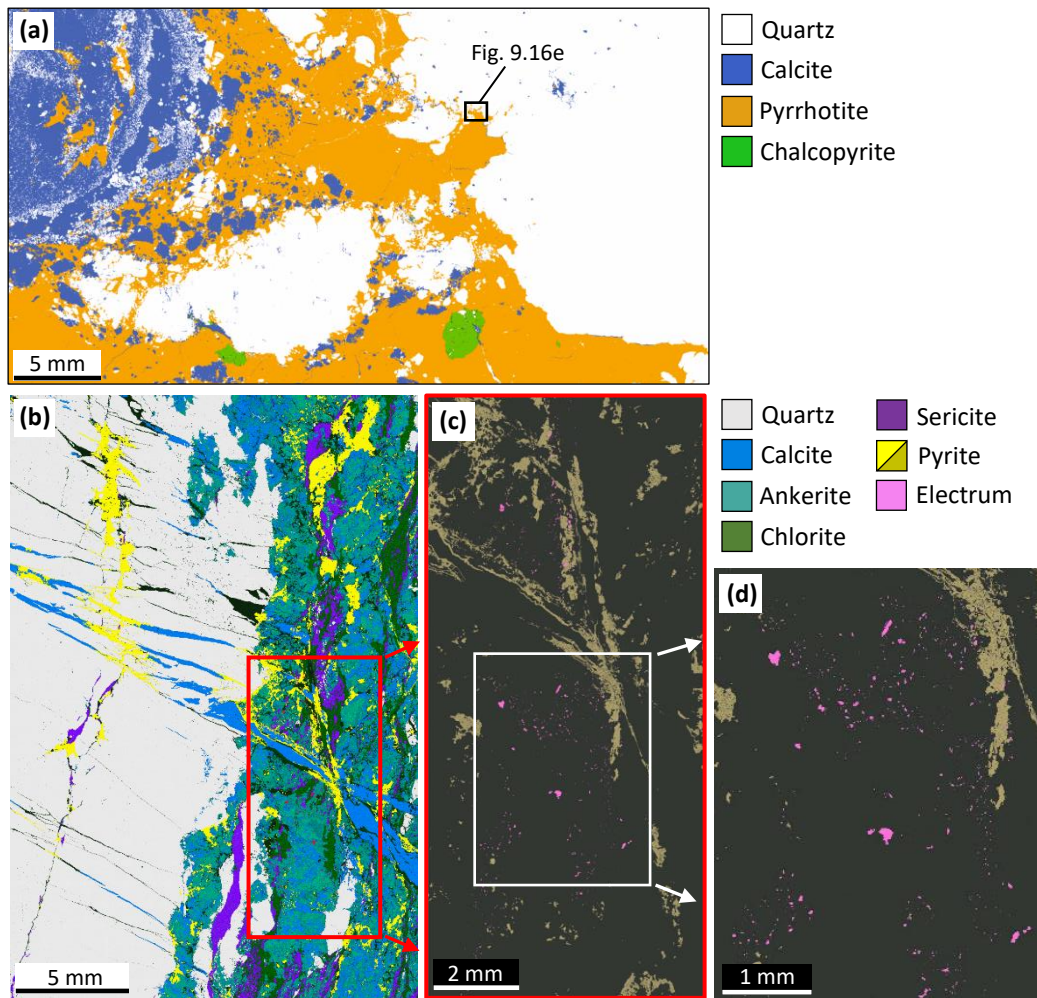 (a)
Fig. 9.16e
5 mm
Quartz
Calcite
Pyrrhotite
Chalcopyrite
(b)
5 mm
(c)
2 mm
Quartz
Calcite
Ankerite
Chlorite
Sericite
Pyrite
Electrum
(d)
1 mm